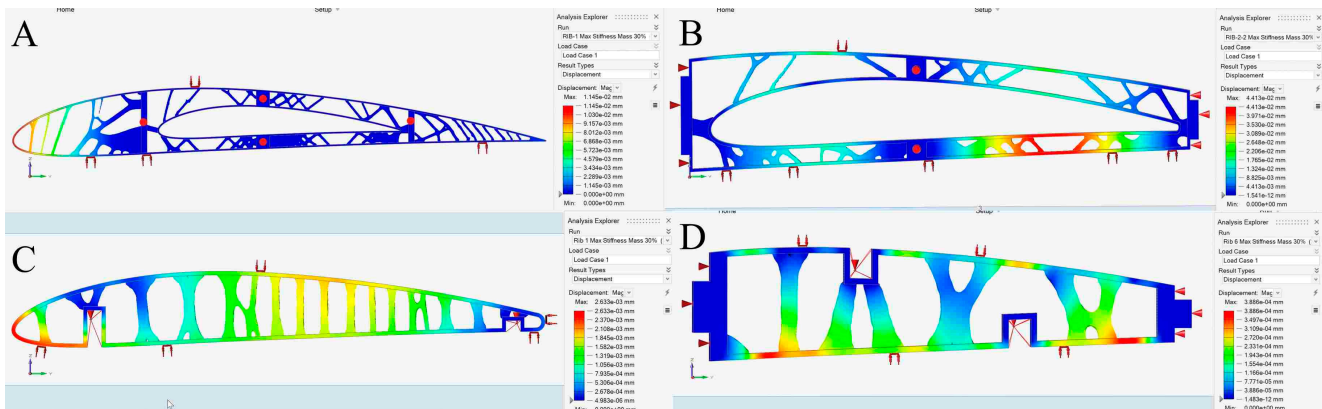 Home Setup
A
Analysis Explorer
Run
RIB-1 Max Stiffness Mass 30%
Load Case
Load Case 1
Result Types
Displacement
Displacement: Mag
Max: 1.145e-02 mm
1.145e-02 mm
1.030e-02 mm
9.157e-03 mm
8.012e-03 mm
6.868e-03 mm
5.723e-03 mm
4.579e-03 mm
3.434e-03 mm
2.289e-03 mm
1.145e-03 mm
0.000e+00 mm
Min: 0.000e+00 mm
Home Setup
B
Analysis Explorer
Run
RIB-2-2 Max Stiffness Mass 30%
Load Case
Load Case 1
Result Types
Displacement
Displacement: Mag
Max: 4.413e-02 mm
4.413e-02 mm
3.971e-02 mm
3.530e-02 mm
3.089e-02 mm
2.648e-02 mm
2.206e-02 mm
1.765e-02 mm
1.324e-02 mm
8.825e-03 mm
4.413e-03 mm
1.541e-12 mm
Min: 0.000e+00 mm
C
Analysis Explorer
Run
Rib 1 Max Stiffness Mass 30% (
Load Case
Load Case 1
Result Types
Displacement
Displacement: Mag
Max: 2.633e-03 mm
2.633e-03 mm
2.370e-03 mm
2.108e-03 mm
1.845e-03 mm
1.582e-03 mm
1.319e-03 mm
1.056e-03 mm
7.935e-04 mm
5.306e-04 mm
2.678e-04 mm
4.983e-06 mm
Home Setup
D
Analysis Explorer
Run
Rib 6 Max Stiffness Mass 30% (
Load Case
Load Case 1
Result Types
Displacement
Displacement: Mag
Max: 3.886e-04 mm
3.886e-04 mm
3.497e-04 mm
3.109e-04 mm
2.720e-04 mm
2.331e-04 mm
1.943e-04 mm
1.554e-04 mm
1.166e-04 mm
7.771e-05 mm
3.886e-05 mm
1.483e-12 mm